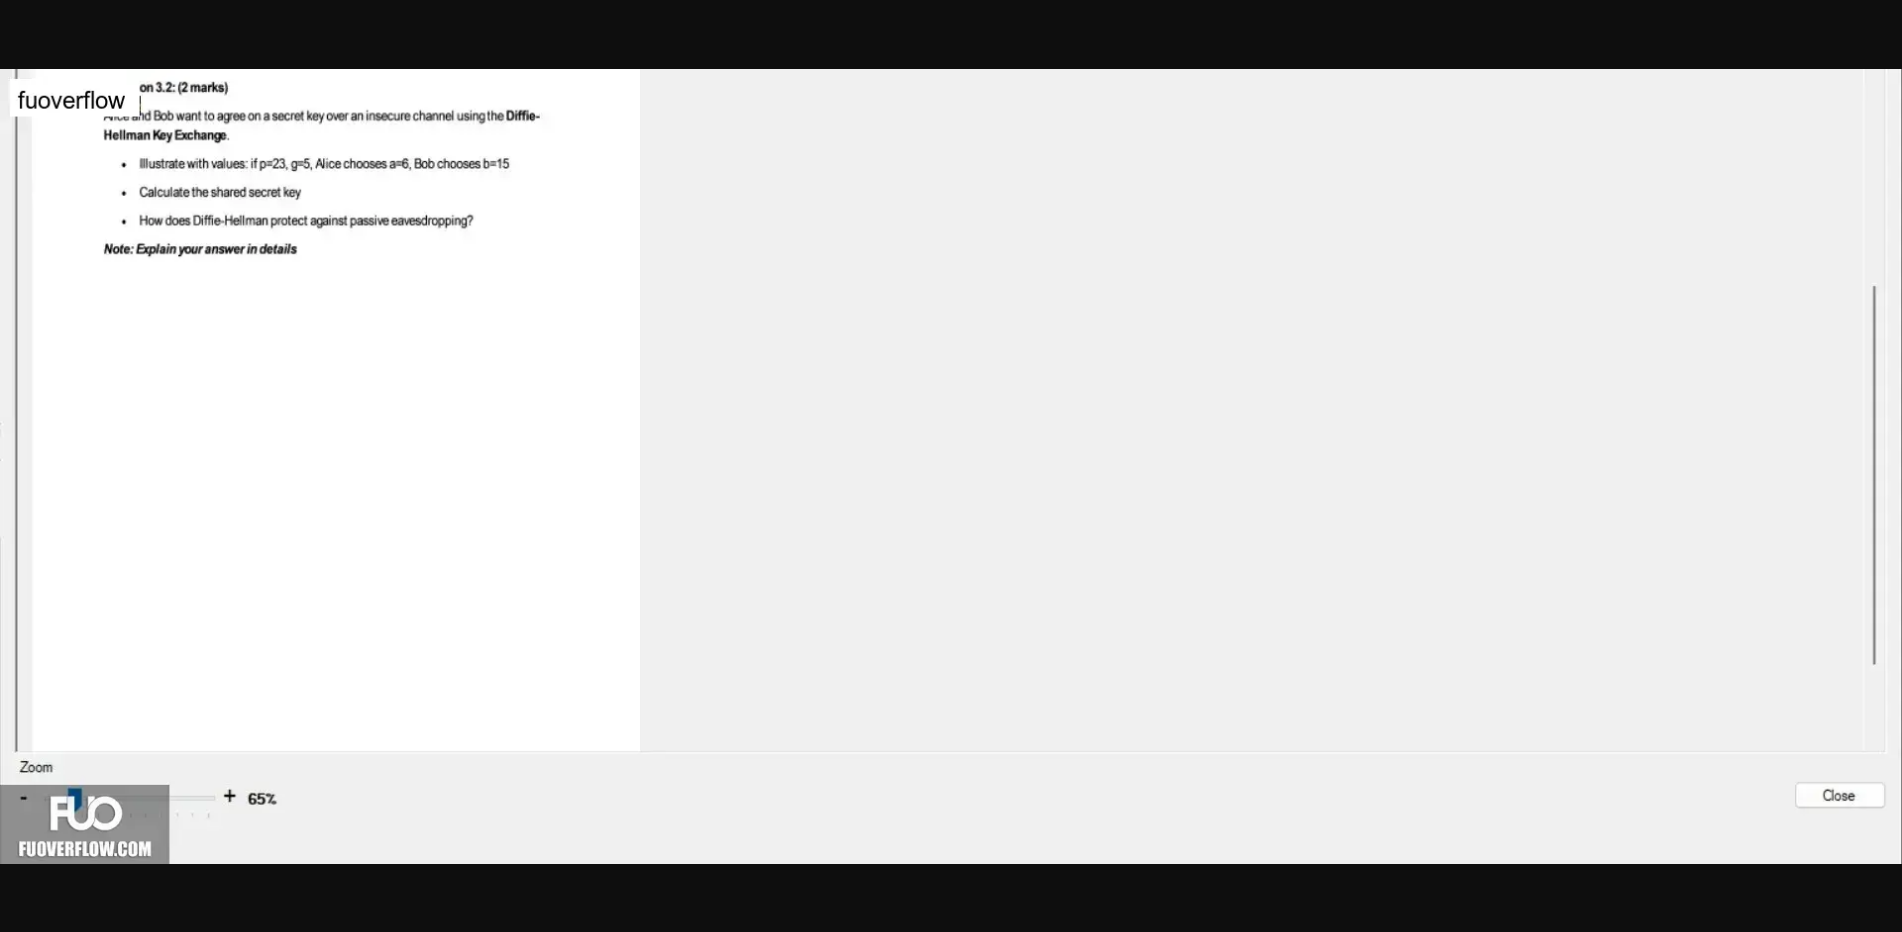 fuoverflow
on 3.2: (2 marks)
and Bob want to agree on a secret key over an insecure channel using the Diffie-
Hellman Key Exchange.
• Illustrate with values: if p=23, g=5, Alice chooses a=6, Bob chooses b=15
• Calculate the shared secret key
• How does Diffie-Hellman protect against passive eavesdropping?
Note: Explain your answer in details
Zoom
- + 65%
Close
FUO
FUOVERFLOW.COM